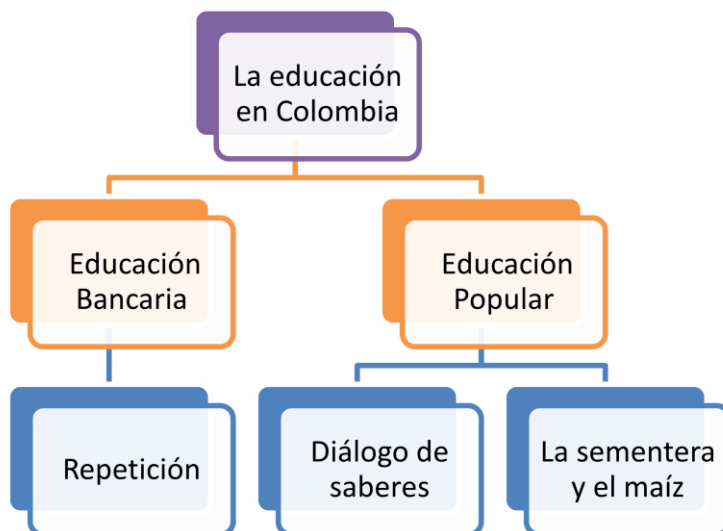 La educación
en Colombia
Educación
Bancaria
Educación
Popular
Repetición
Diálogo de
saberes
La sementera
y el maíz